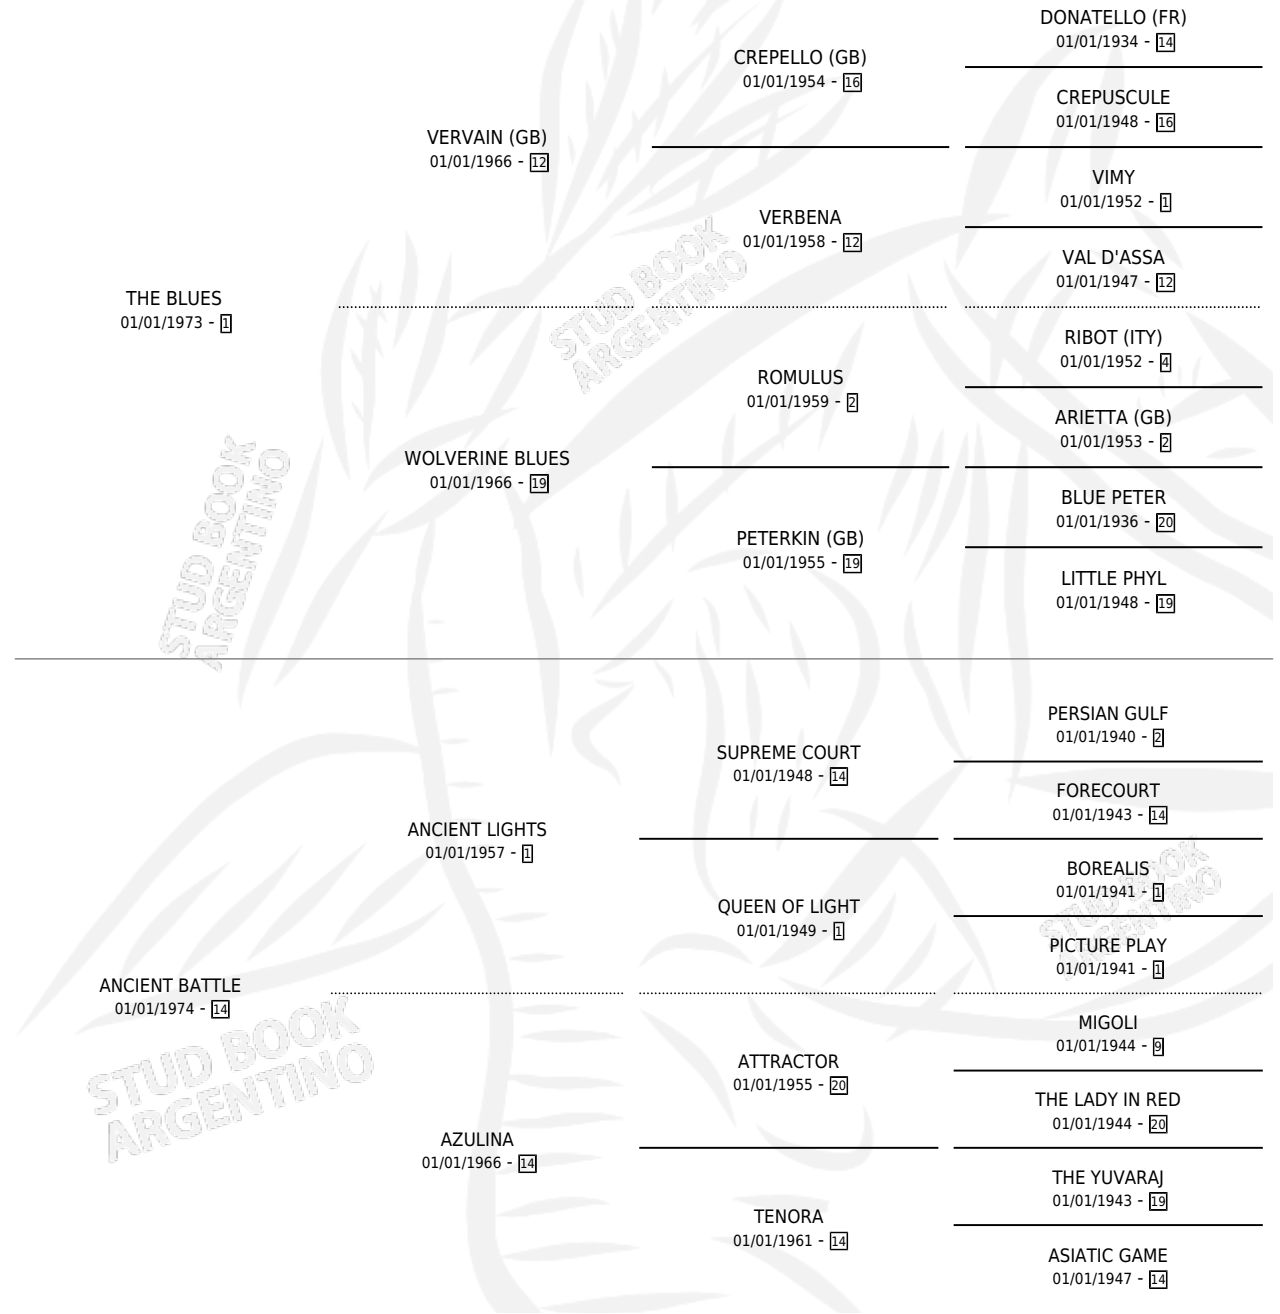 DONATELLO (FR)
01/01/1934 - 14
CREPELLO (GB)
01/01/1954 - 16
CREPUSCULE
01/01/1948 - 16
VERVAIN (GB)
01/01/1966 - 12
VIMY
01/01/1952 - 1
VERBENA
01/01/1958 - 12
VAL D'ASSA
01/01/1947 - 12
THE BLUES
01/01/1973 - 1
RIBOT (ITY)
01/01/1952 - 4
ROMULUS
01/01/1959 - 2
ARIETTA (GB)
01/01/1953 - 2
WOLVERINE BLUES
01/01/1966 - 19
BLUE PETER
01/01/1936 - 20
PETERKIN (GB)
01/01/1955 - 19
LITTLE PHYL
01/01/1948 - 19
PERSIAN GULF
01/01/1940 - 2
SUPREME COURT
01/01/1948 - 14
FORECOURT
01/01/1943 - 14
ANCIENT LIGHTS
01/01/1957 - 1
BOREALIS
01/01/1941 - 1
QUEEN OF LIGHT
01/01/1949 - 1
PICTURE PLAY
01/01/1941 - 1
ANCIENT BATTLE
01/01/1974 - 14
MIGOLI
01/01/1944 - 9
ATTRACTOR
01/01/1955 - 20
THE LADY IN RED
01/01/1944 - 20
AZULINA
01/01/1966 - 14
THE YUVARAJ
01/01/1943 - 19
TENORA
01/01/1961 - 14
ASIATIC GAME
01/01/1947 - 14
STUD BOOK
ARGENTINO
STUD BOOK
ARGENTINO
STUD BOOK
ARGENTINO
STUD BOOK
ARGENTINO